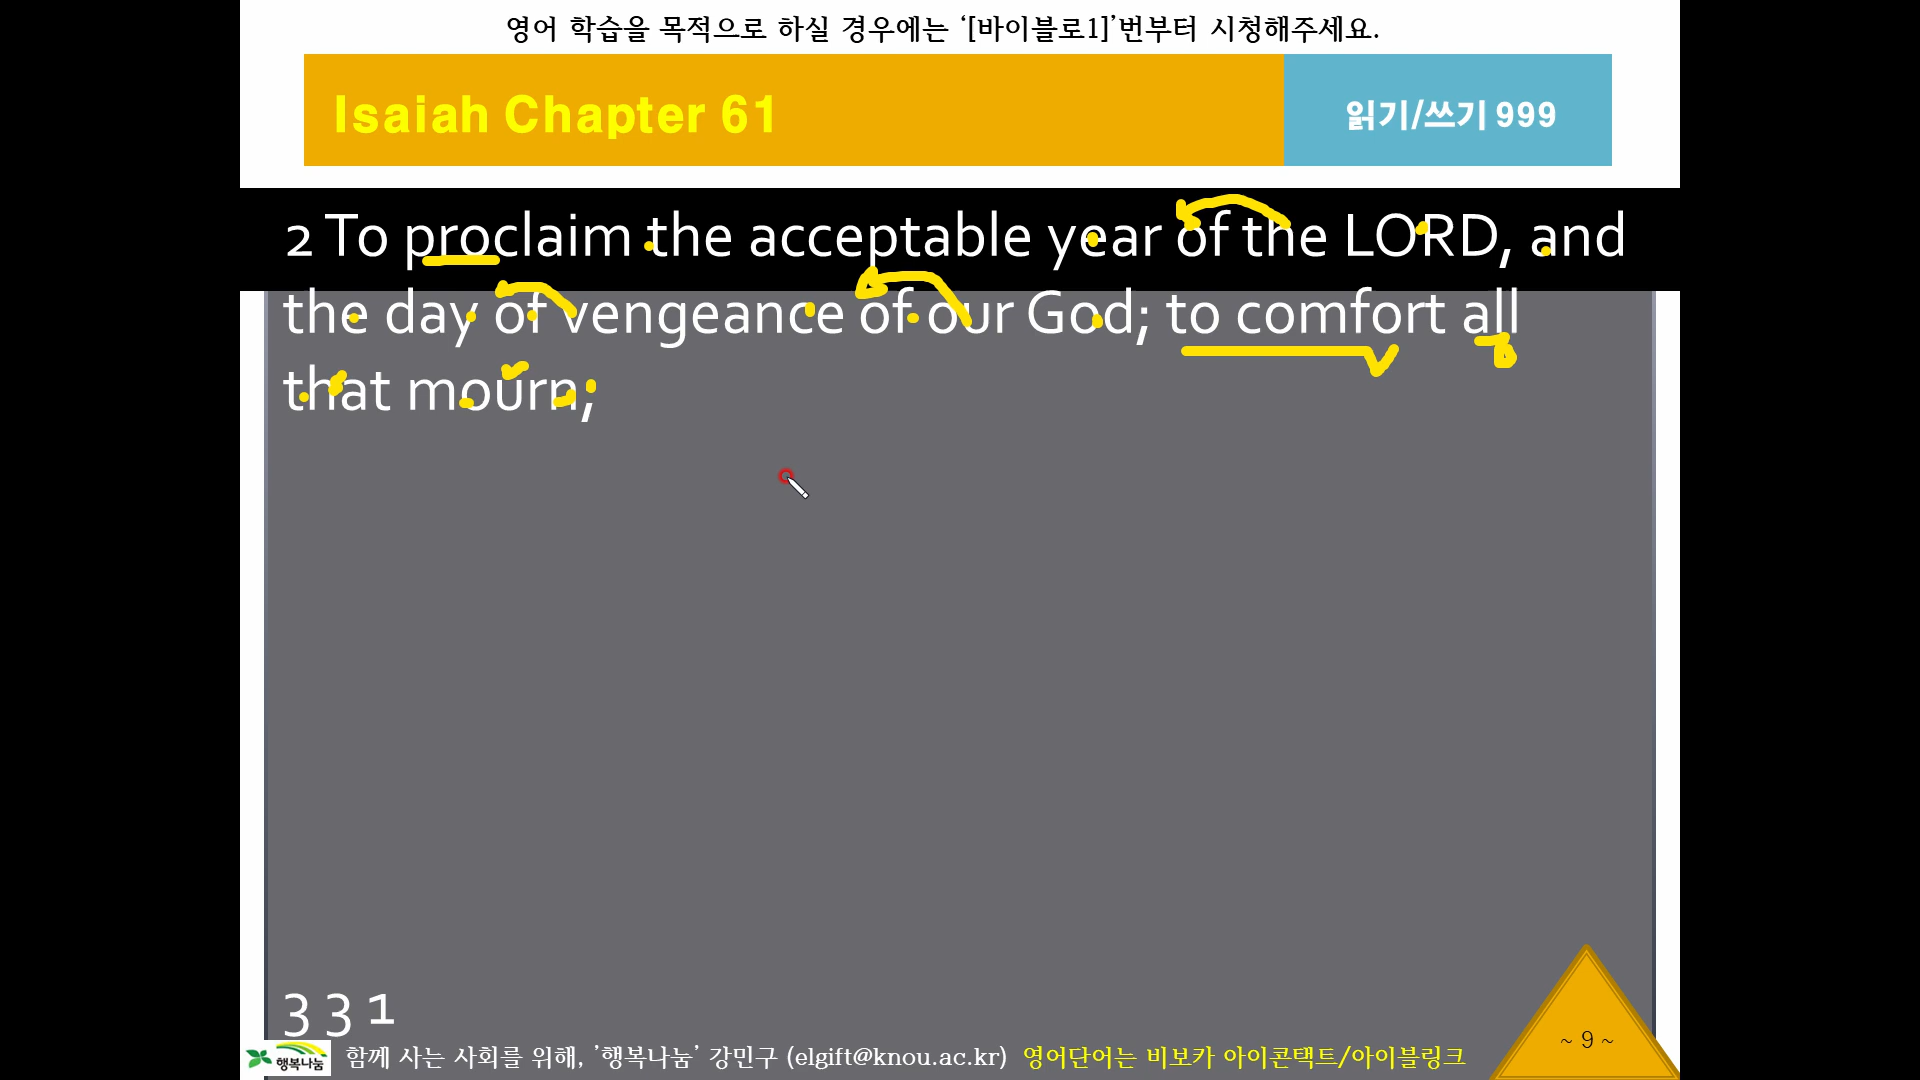 영어 학습을 목적으로 하실 경우에는 ‘[바이블로1]’번부터 시청해주세요.
Isaiah Chapter 61
읽기/쓰기 999
2 To proclaim the acceptable year of the LORD, and
the day of vengeance of our God; to comfort all
that mourn;
3 3 1
행복나눔 함께 사는 사회를 위해, ’행복나눔’ 강민구 (elgift@knou.ac.kr) 영어단어는 비보카 아이콘택트/아이블링크
~ 9 ~